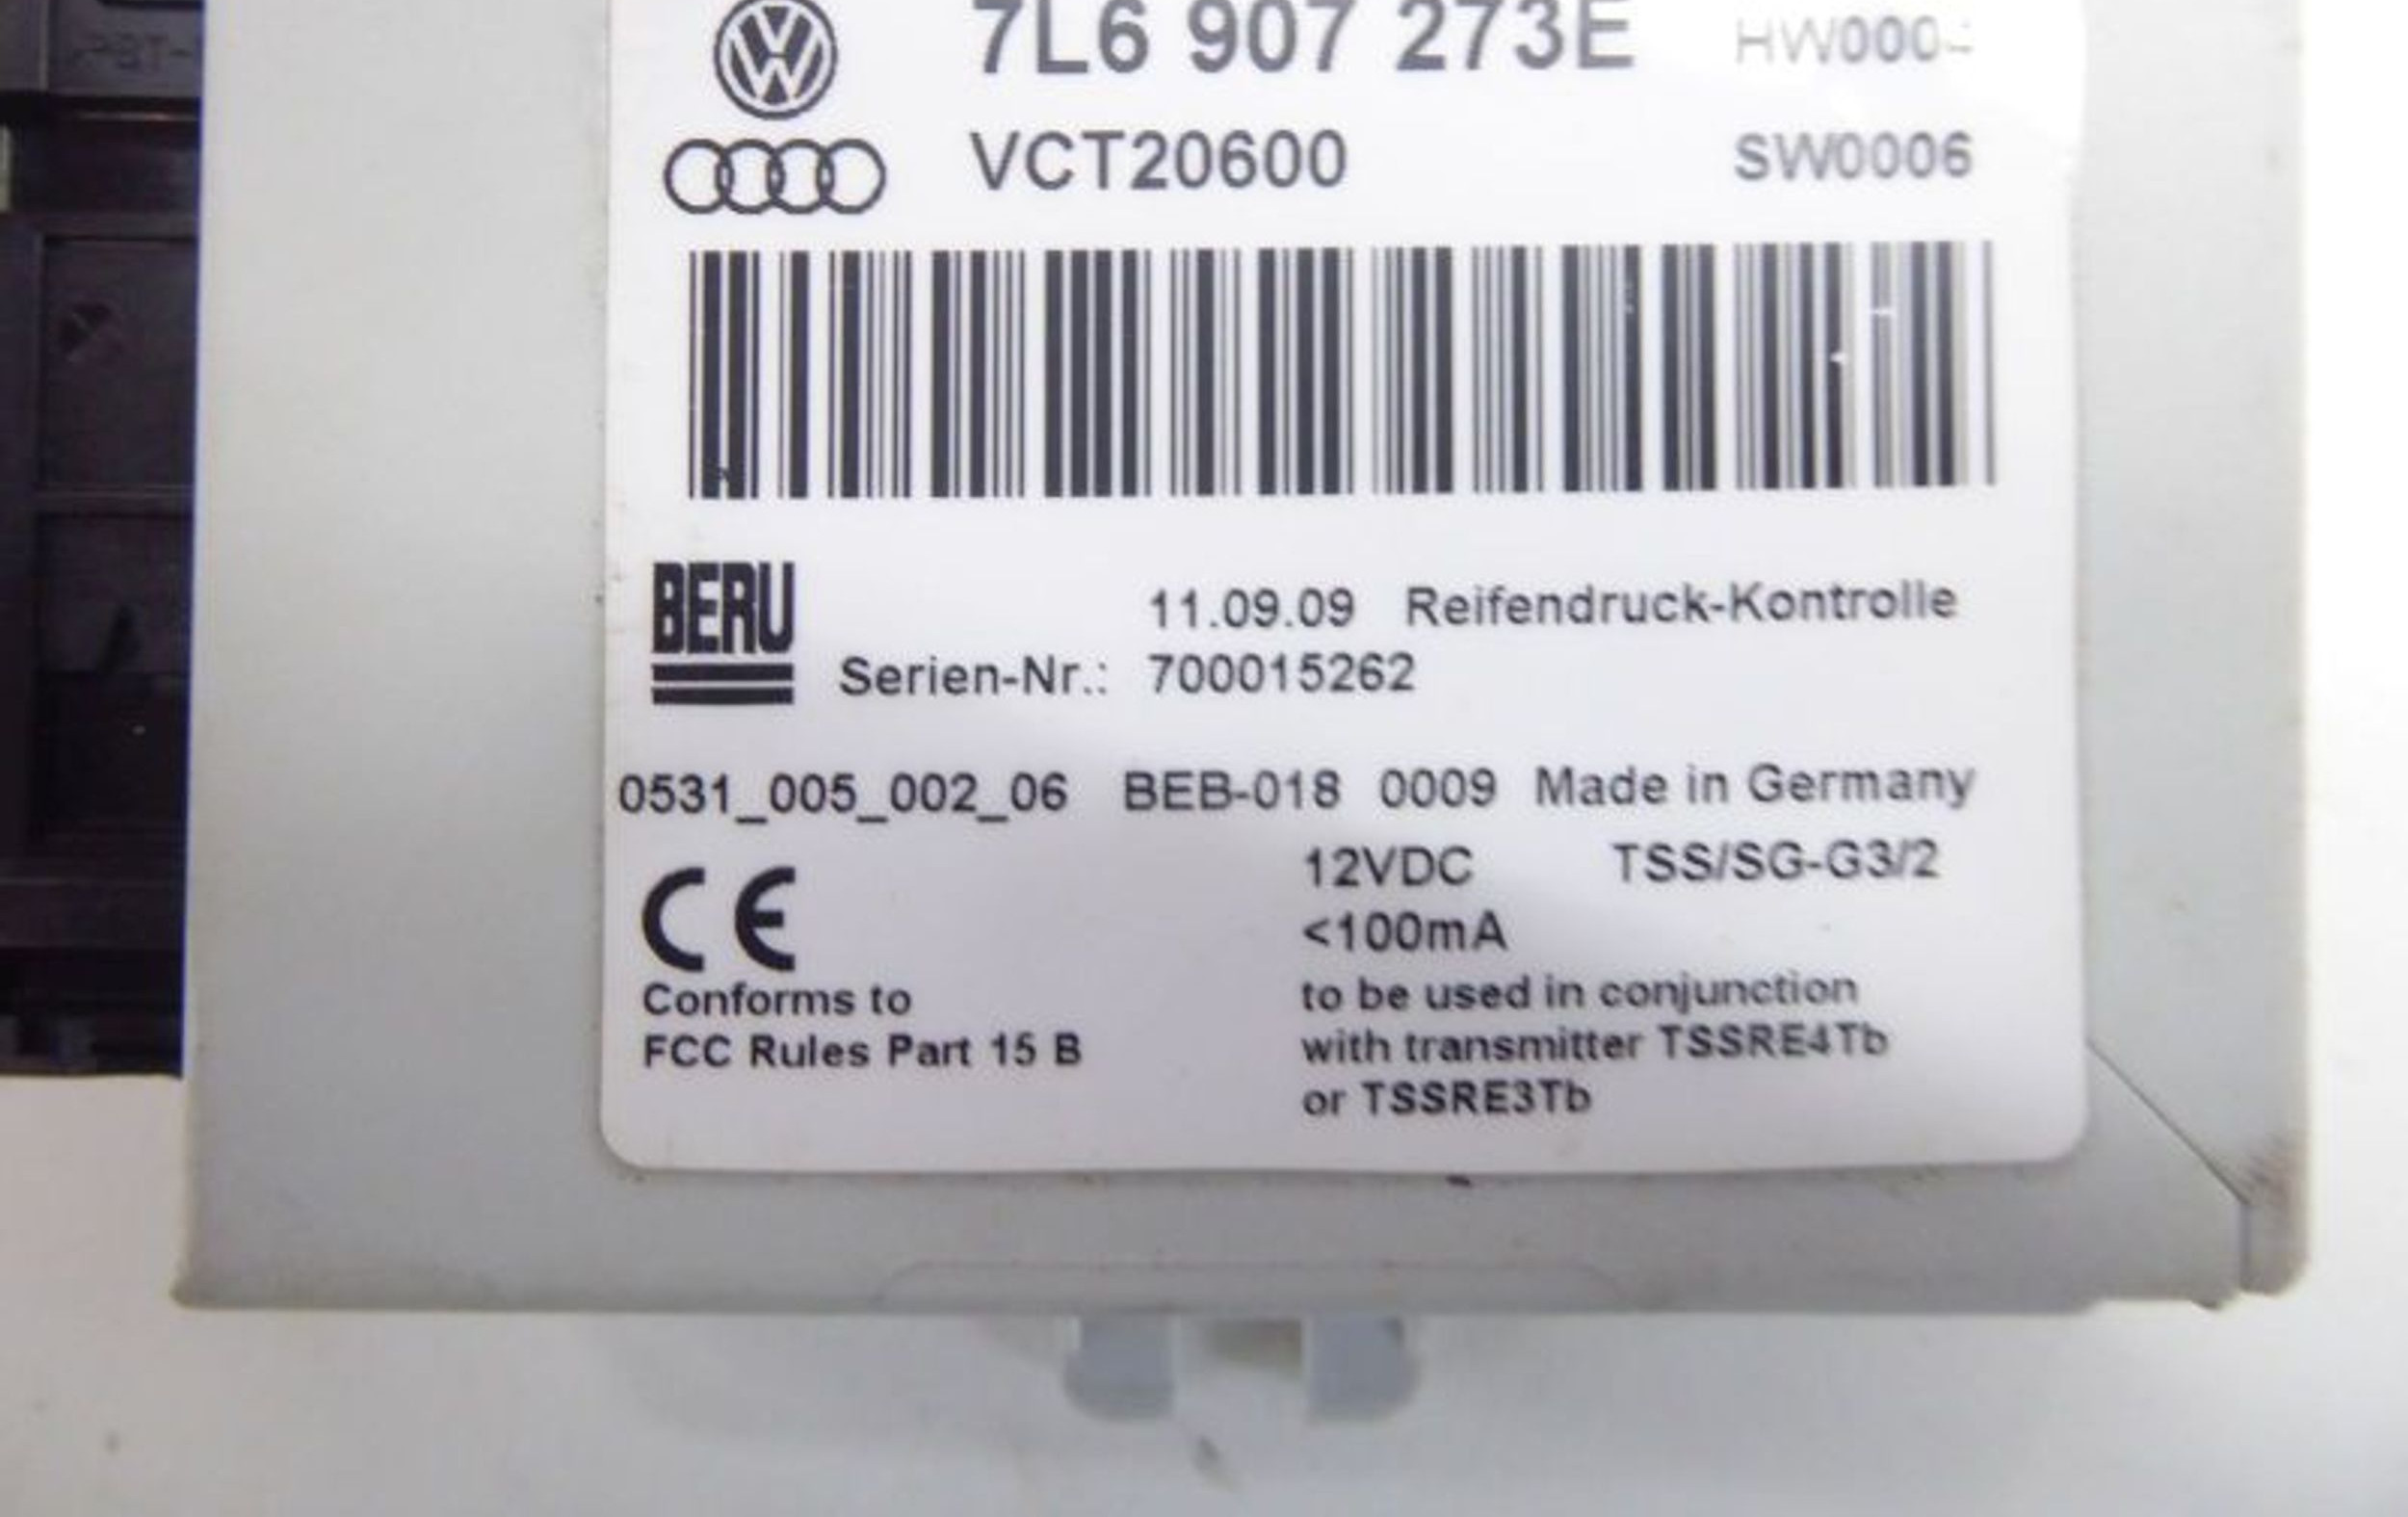 7L6 907 273E
VCT20600 SW0006
BERU
11.09.09 Reifendruck-Kontrolle
Serien-Nr.: 700015262
0531_005_002_06 BEB-018 0009 Made in Germany
12VDC TSS/SG-G3/2
CE
<100mA
Conforms to
FCC Rules Part 15 B
to be used in conjunction
with transmitter TSSRE4Tb
or TSSRE3Tb